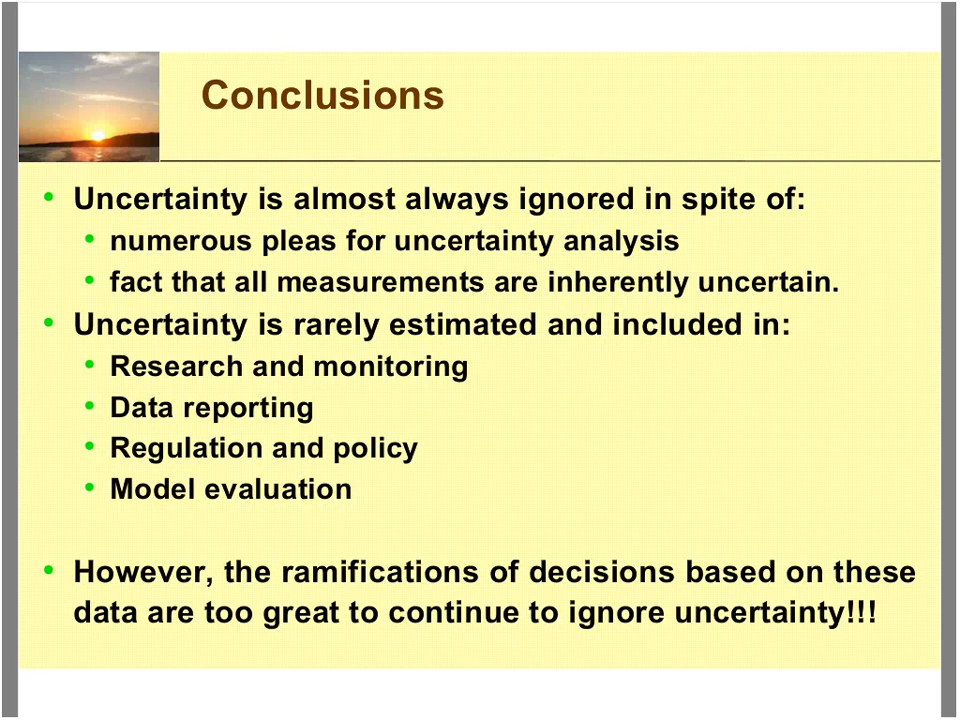 Conclusions
• Uncertainty is almost always ignored in spite of:
• numerous pleas for uncertainty analysis
• fact that all measurements are inherently uncertain.
• Uncertainty is rarely estimated and included in:
• Research and monitoring
• Data reporting
• Regulation and policy
• Model evaluation
• However, the ramifications of decisions based on these
data are too great to continue to ignore uncertainty!!!